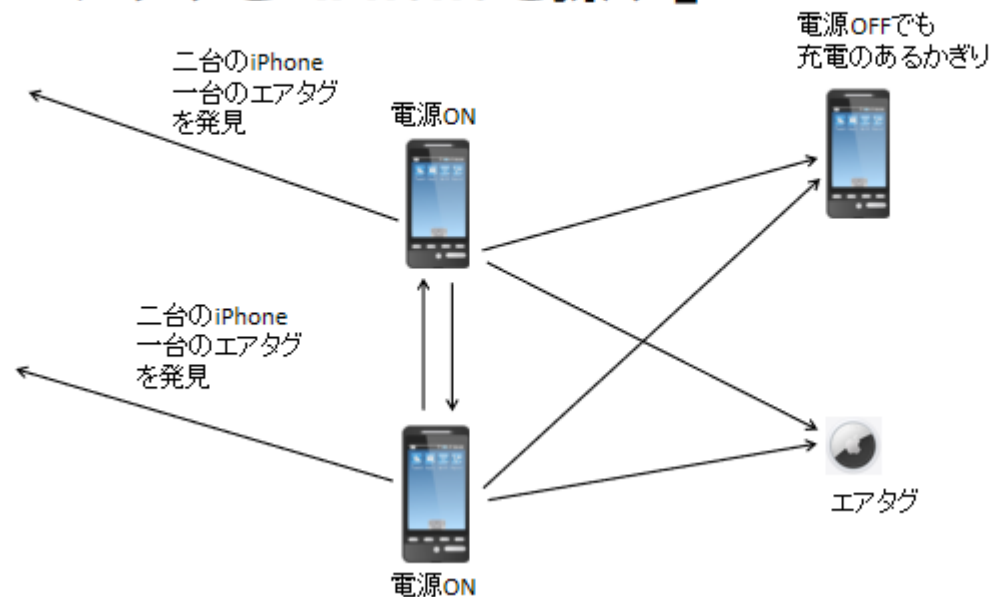 電源OFFでも
充電のあるかぎり
二台のiPhone
一台のエアタグ
を発見
電源ON
二台のiPhone
一台のエアタグ
を発見
エアタグ
電源ON